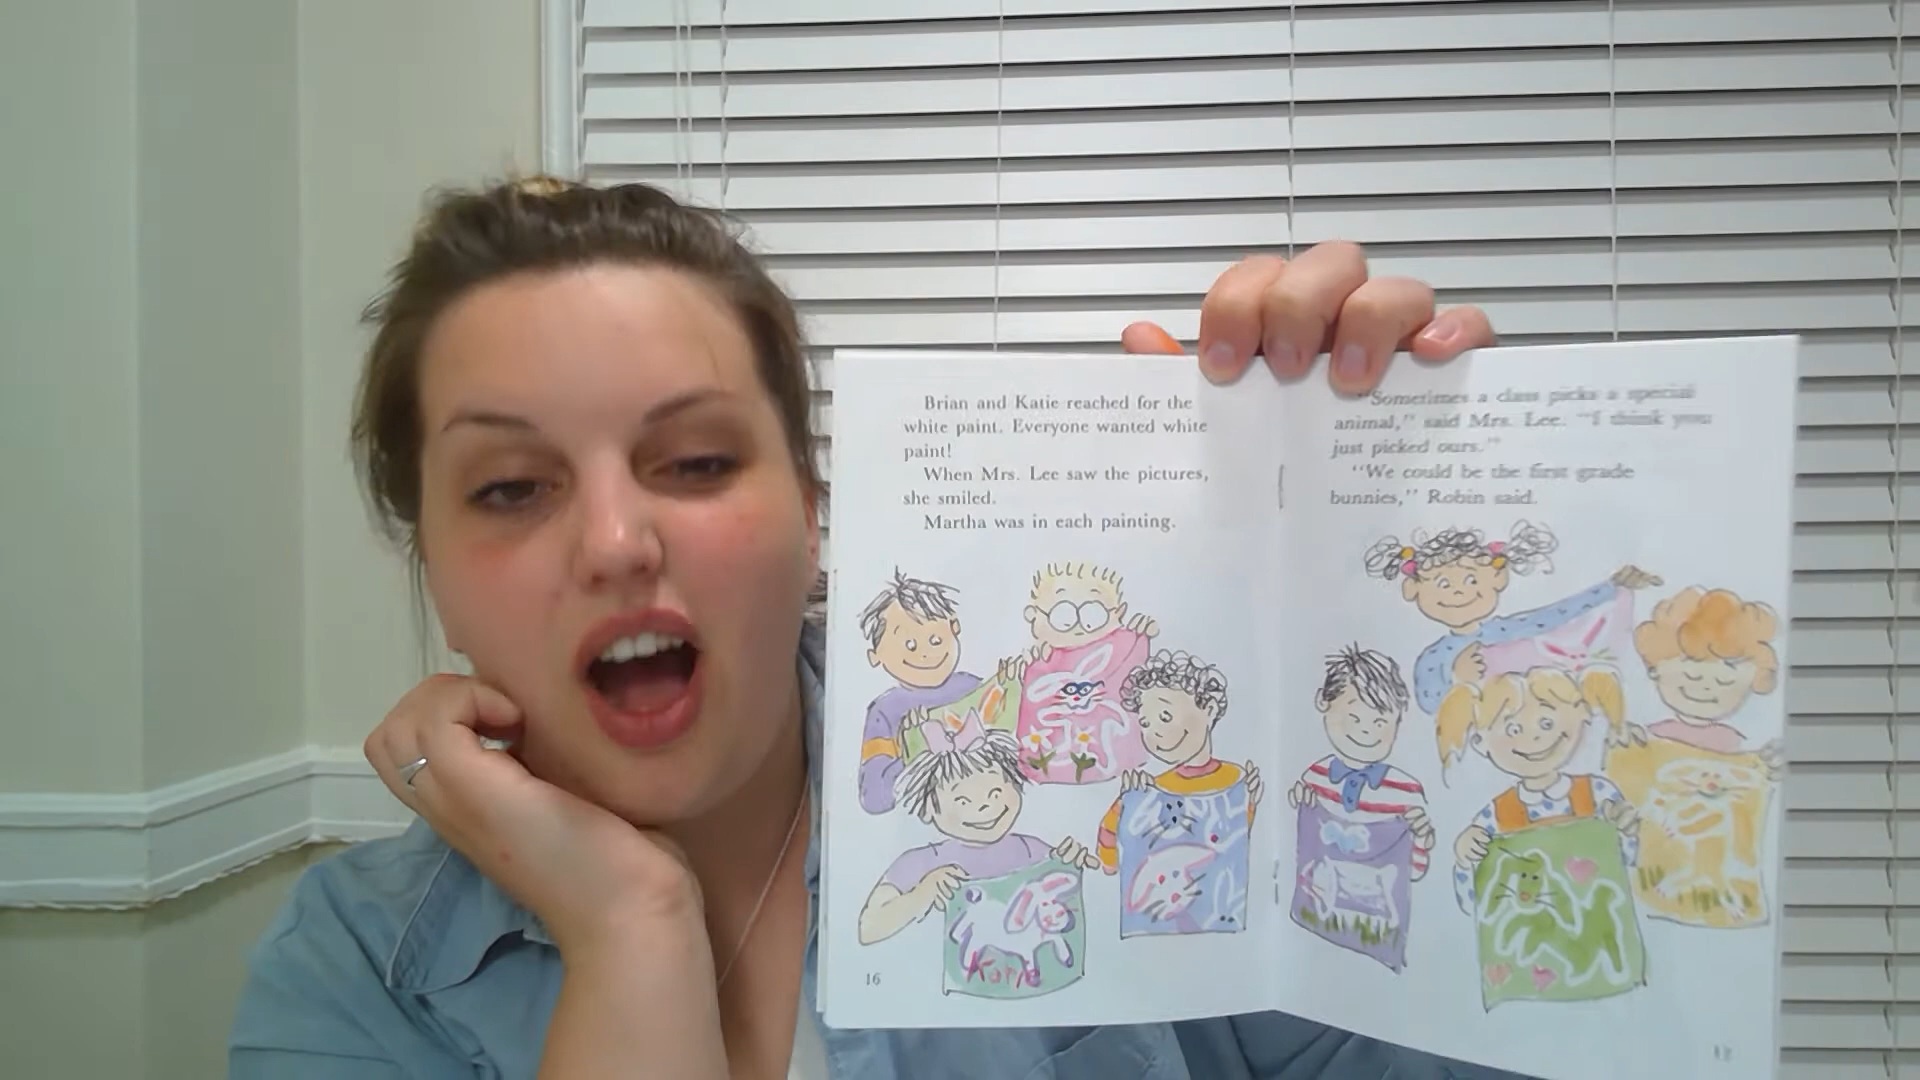 Brian and Katie reached for the
white paint. Everyone wanted white
paint!
When Mrs. Lee saw the pictures,
she smiled.
Martha was in each painting.
Katie
16
"Sometimes a class picks a special
animal," said Mrs. Lee. "I think you
just picked ours."
"We could be the first grade
bunnies," Robin said.